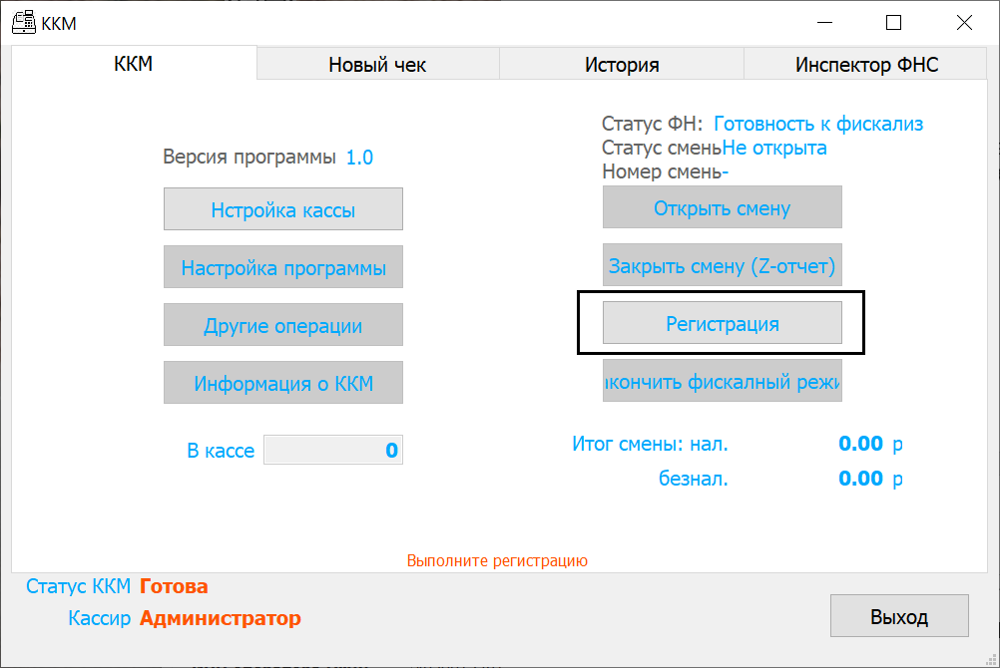 ККМ
ККМ
Новый чек
История
Инспектор ФНС
Версия программы 1.0
Нстройка кассы
Настройка программы
Другие операции
Информация о ККМ
В кассе 0
Статус ФН: Готовность к фискализ
Статус сменьНе открыта
Номер смень-
Открыть смену
Закрыть смену (Z-отчет)
Регистрация
акончить фискалный режи
Итог смены: нал. 0.00 р
безнал. 0.00 р
Выполните регистрацию
Статус ККМ Готова
Кассир Администратор
Выход